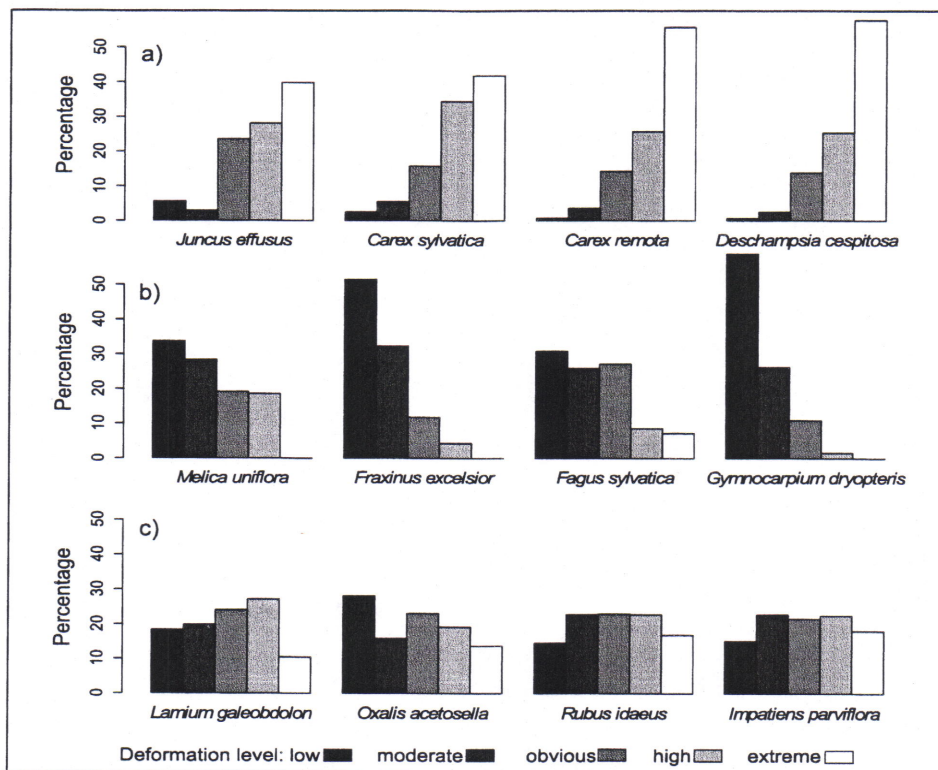 a)
Percentage
50
40
30
20
10
0
Juncus effusus Carex sylvatica Carex remota Deschampsia cespitosa
b)
Percentage
50
40
30
20
10
0
Melica uniflora Fraxinus excelsior Fagus sylvatica Gymnocarpium dryopteris
c)
Percentage
50
40
30
20
10
0
Lamium galeobdolon Oxalis acetosella Rubus idaeus Impatiens parviflora
Deformation level: low moderate obvious high extreme